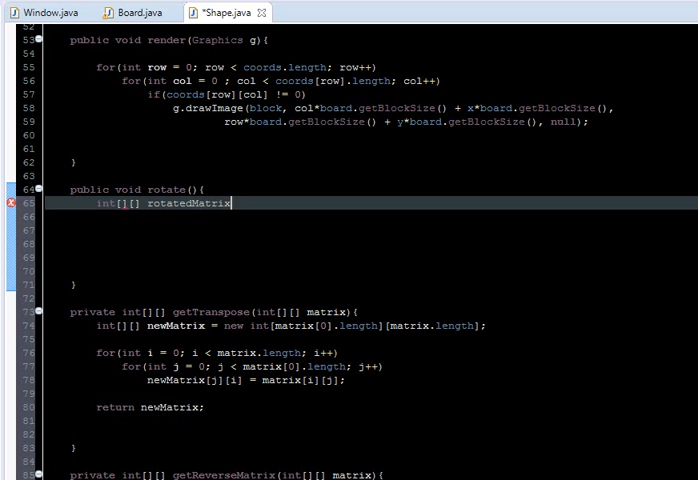 Window.java Board.java *Shape.java
52
53 public void render(Graphics g){
54
55 for(int row = 0; row < coords.length; row++)
56 for(int col = 0 ; col < coords[row].length; col++)
57 if(coords[row][col] != 0)
58 g.drawImage(block, col*board.getBlockSize() + x*board.getBlockSize(),
59 row*board.getBlockSize() + y*board.getBlockSize(), null);
60
61
62 }
63
64 public void rotate(){
65 int[][] rotatedMatrix
66
67
68
69
70
71 }
72
73 private int[][] getTranspose(int[][] matrix){
74 int[][] newMatrix = new int[matrix[0].length][matrix.length];
75
76 for(int i = 0; i < matrix.length; i++)
77 for(int j = 0; j < matrix[0].length; j++)
78 newMatrix[j][i] = matrix[i][j];
79
80 return newMatrix;
81
82
83 }
84
85 private int[][] getReverseMatrix(int[][] matrix){